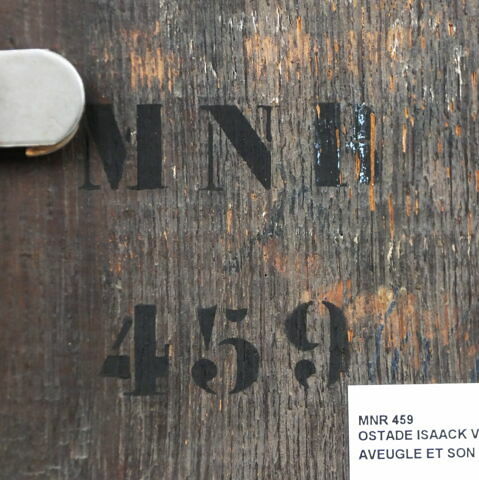 MNR
459
MNR 459
OSTADE ISAACK V
AVEUGLE ET SON